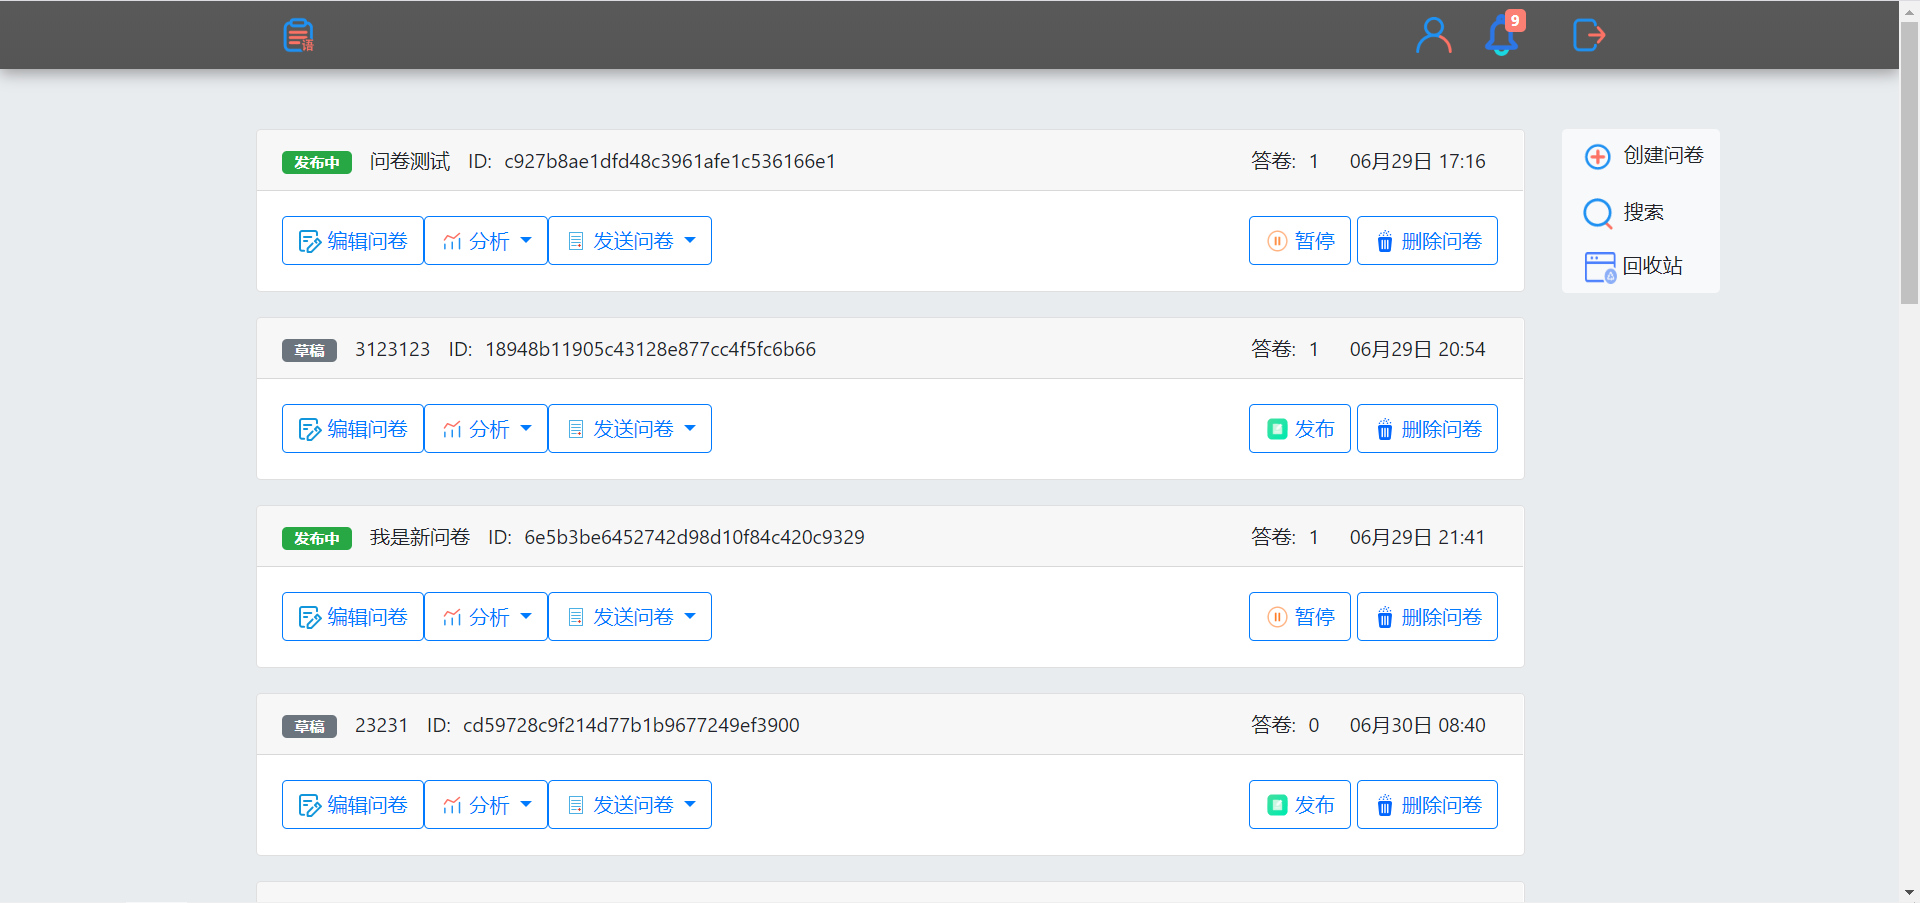 语
9
发布中 问卷测试 ID: c927b8ae1dfd48c3961afe1c536166e1 答卷: 1 06月29日 17:16
编辑问卷 分析 发送问卷 暂停 删除问卷
草稿 3123123 ID: 18948b11905c43128e877cc4f5fc6b66 答卷: 1 06月29日 20:54
编辑问卷 分析 发送问卷 发布 删除问卷
发布中 我是新问卷 ID: 6e5b3be6452742d98d10f84c420c9329 答卷: 1 06月29日 21:41
编辑问卷 分析 发送问卷 暂停 删除问卷
草稿 23231 ID: cd59728c9f214d77b1b9677249ef3900 答卷: 0 06月30日 08:40
编辑问卷 分析 发送问卷 发布 删除问卷
创建问卷
搜索
回收站